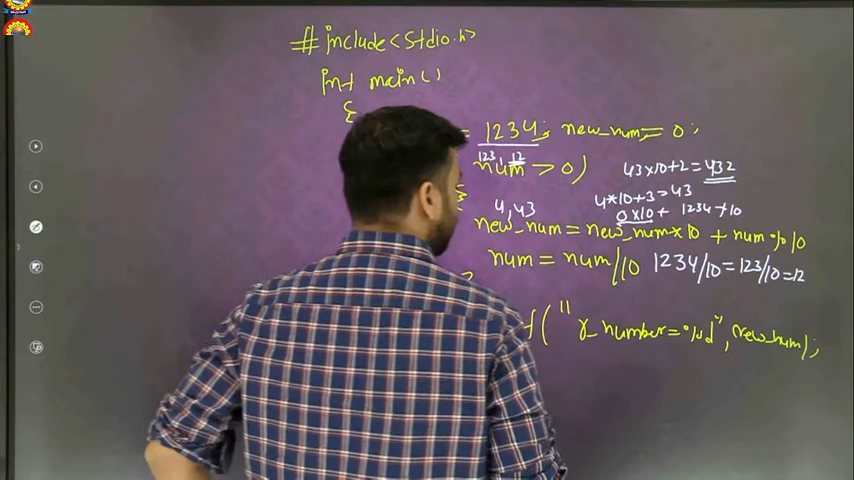 #include<stdio.h>
int main()
{
= 1234; new_num = 0;
123, 12
num > 0)
43x10+2=432
4*10+3=43
4,43
0x10+ 1234%10
new_num = new_num*10 + num%10
num = num/10 1234/10=123/10=12
f("r_number=%d", new_num);